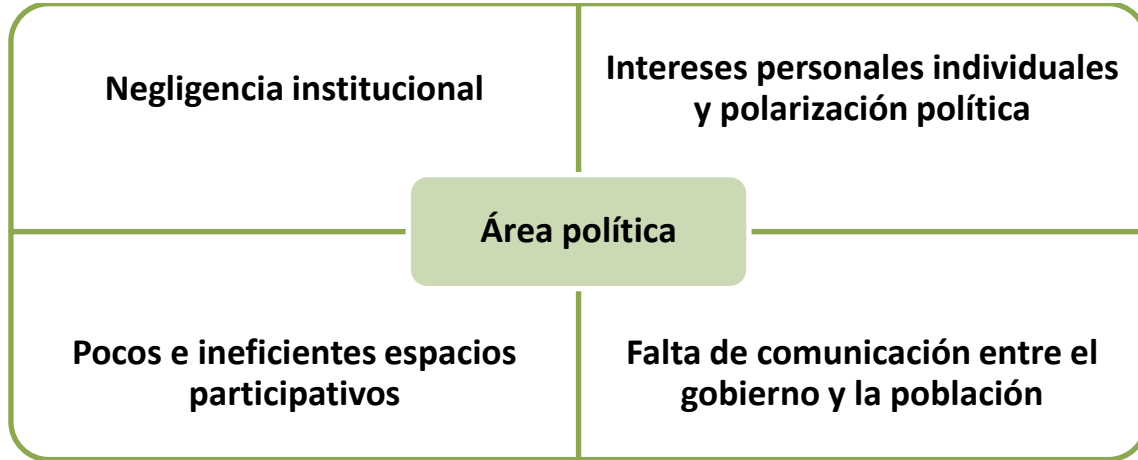 Negligencia institucional
Intereses personales individuales
y polarización política
Área política
Pocos e ineficientes espacios
participativos
Falta de comunicación entre el
gobierno y la población